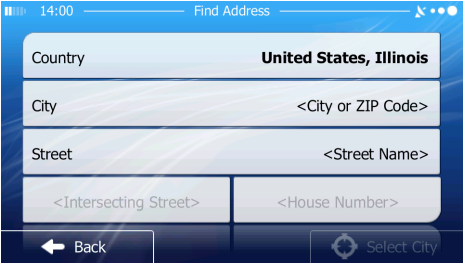 14:00 Find Address
Country United States, Illinois
City <City or ZIP Code>
Street <Street Name>
<Intersecting Street> <House Number>
Back Select City